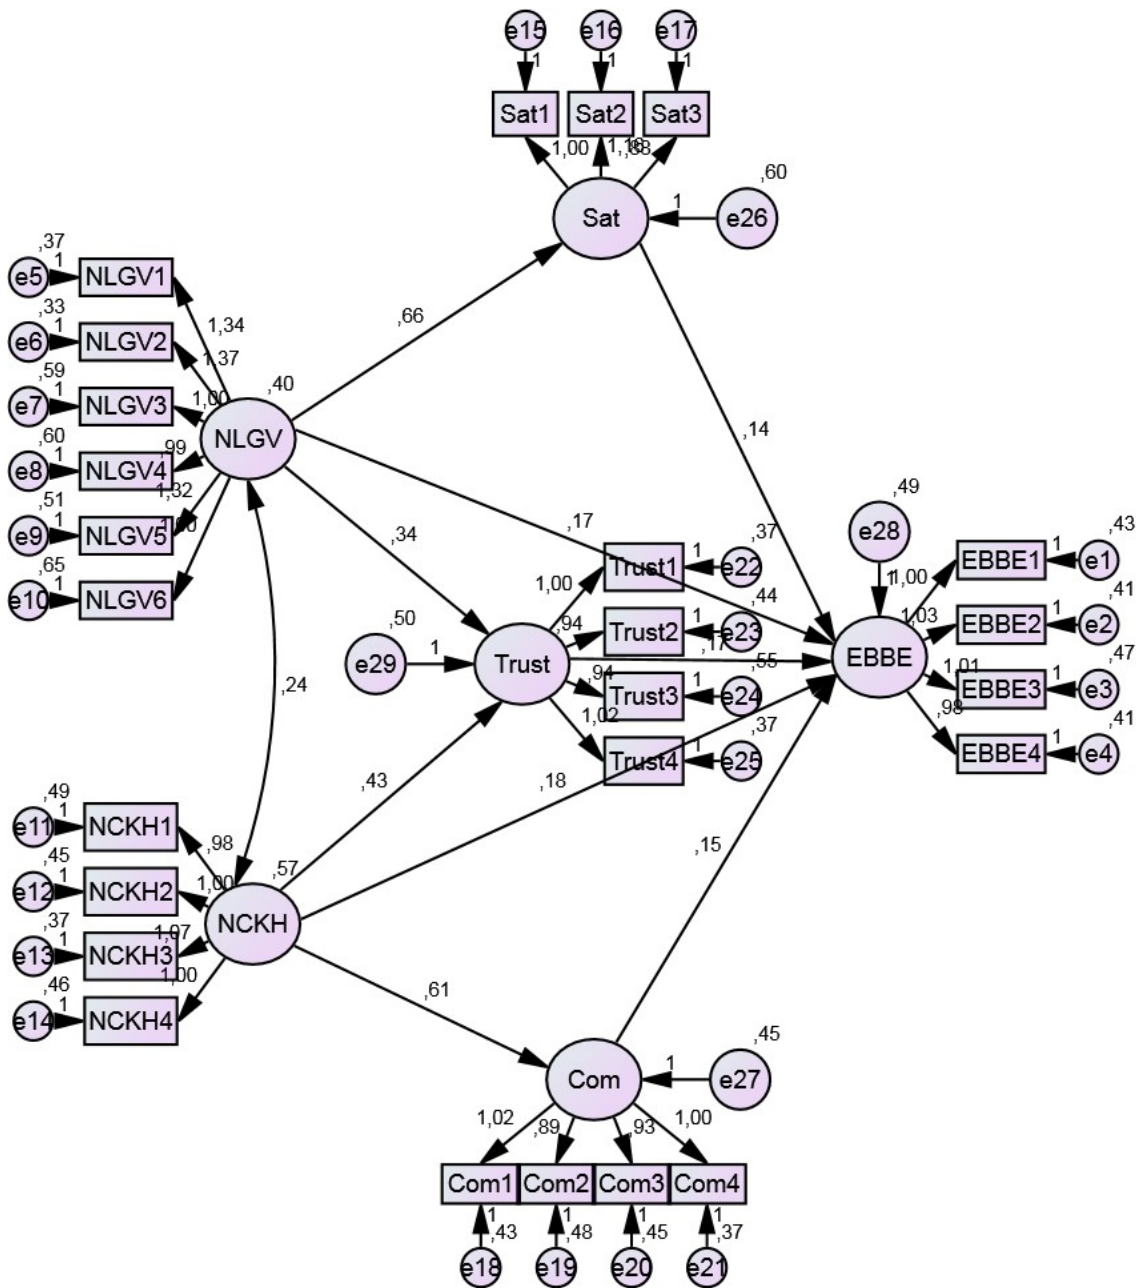 e15 e16 e17
1 1 1
Sat1 Sat2 Sat3
1,00 1,18 ,88
,60
Sat 1 e26
,37
e5 1 NLGV1
,33
e6 1 NLGV2
,59
e7 1 NLGV3
,60
e8 1 NLGV4
,51
e9 1 NLGV5
,65
e10 1 NLGV6
1,34
1,37
1,00
,99
1,32
,40
NLGV
,66
,14
,34
,17
,24
,50
e29 1 Trust
1,00
,94
,94
1,02
,37
Trust1 1 e22
,44
Trust2 1 e23
,17
,55
Trust3 1 e24
,37
Trust4 1 e25
,49
e28
1
EBBE
1,00
1,03
1,01
,98
,43
EBBE1 1 e1
,41
EBBE2 1 e2
,47
EBBE3 1 e3
,41
EBBE4 1 e4
,43
,18
,15
,49
e11 1 NCKH1
,45
e12 1 NCKH2
,37
e13 1 NCKH3
,46
e14 1 NCKH4
,98
1,00
1,07
1,00
,57
NCKH
,61
,45
Com 1 e27
1,02 ,89 ,93 1,00
Com1 Com2 Com3 Com4
1 1 1 1
,43 ,48 ,45 ,37
e18 e19 e20 e21